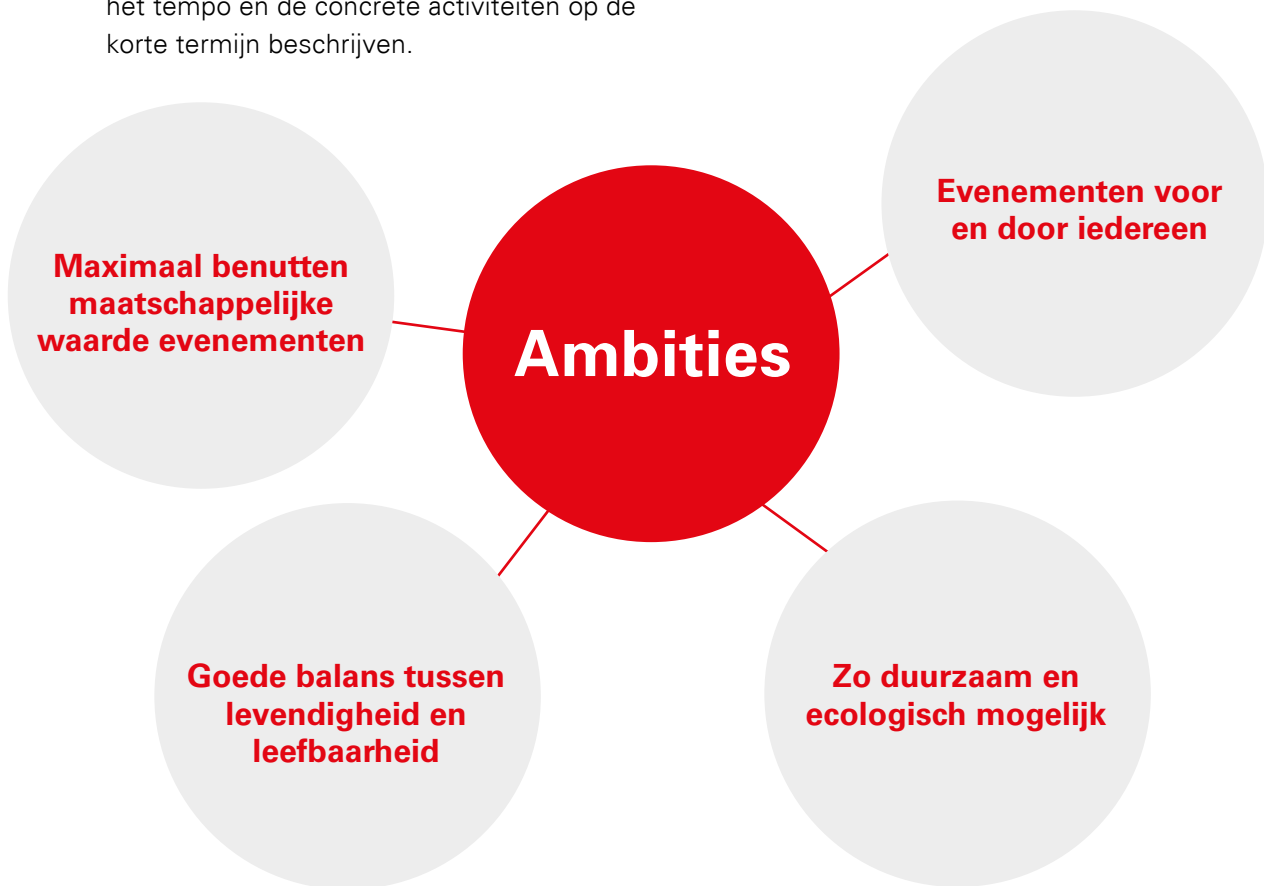 het tempo en de concrete activiteiten op de
korte termijn beschrijven.
Maximaal benutten
maatschappelijke
waarde evenementen
Ambities
Evenementen voor
en door iedereen
Goede balans tussen
levendigheid en
leefbaarheid
Zo duurzaam en
ecologisch mogelijk